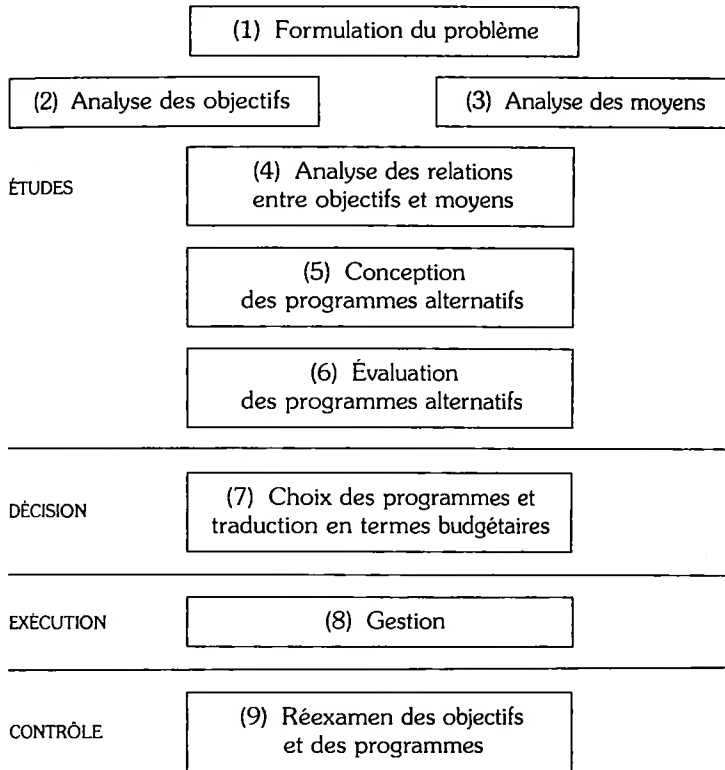 (1) Formulation du problème
(2) Analyse des objectifs
(3) Analyse des moyens
ÉTUDES
(4) Analyse des relations
entre objectifs et moyens
(5) Conception
des programmes alternatifs
(6) Évaluation
des programmes alternatifs
DÉCISION
(7) Choix des programmes et
traduction en termes budgétaires
EXÉCUTION
(8) Gestion
CONTRÔLE
(9) Réexamen des objectifs
et des programmes